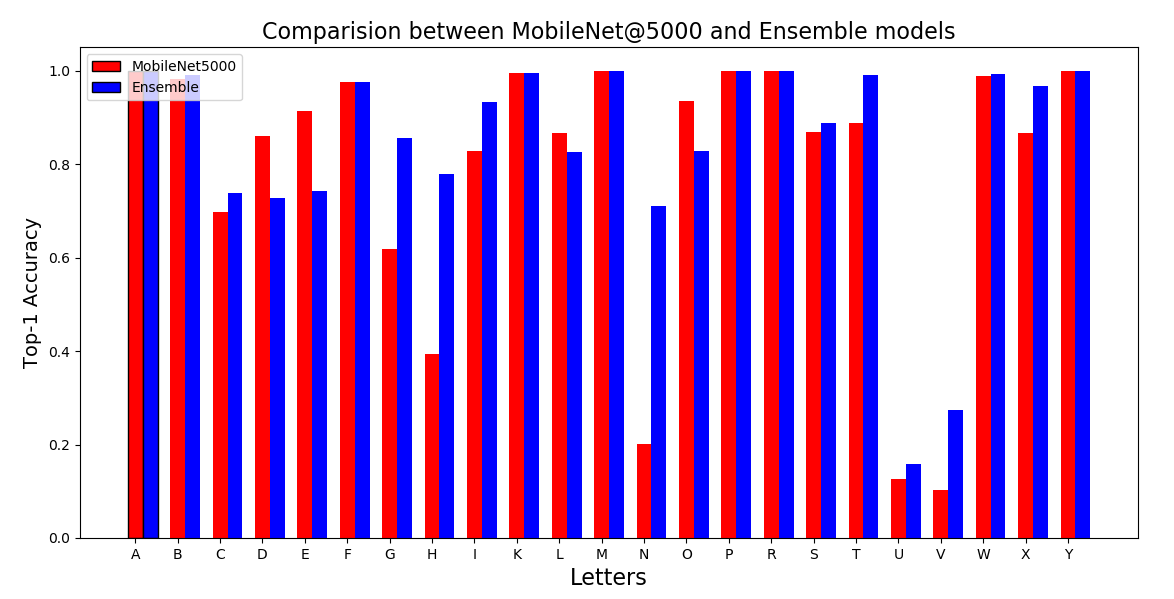 Comparision between MobileNet@5000 and Ensemble models
MobileNet5000
Ensemble
Top-1 Accuracy
1.0
0.8
0.6
0.4
0.2
0.0
A B C D E F G H I K L M N O P R S T U V W X Y
Letters